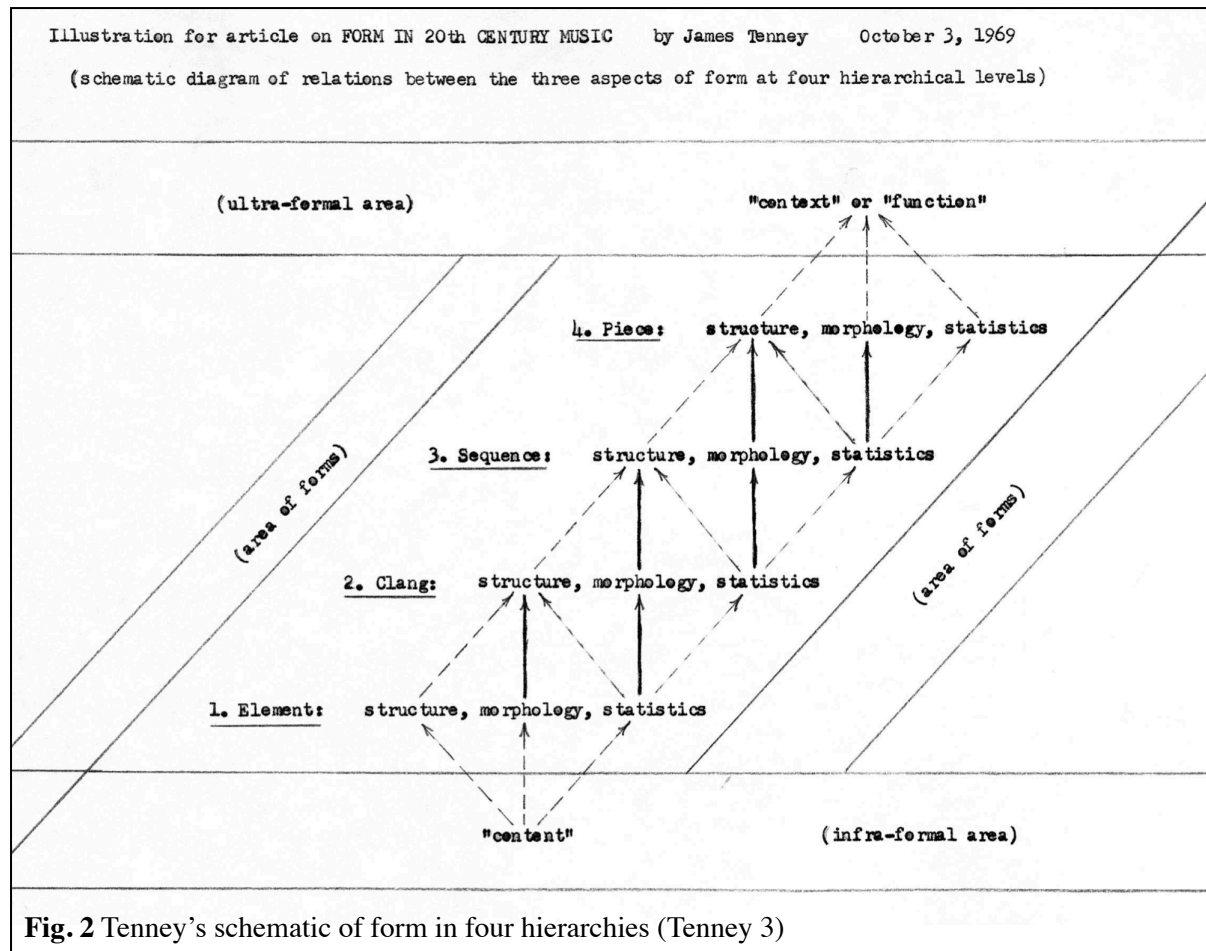 Illustration for article on FORM IN 20th CENTURY MUSIC by James Tenney October 3, 1969
(schematic diagram of relations between the three aspects of form at four hierarchical levels)
(ultra-formal area) "context" or "function"
4. Piece: structure, morphology, statistics
3. Sequence: structure, morphology, statistics
(area of forms)
(area of forms)
2. Clang: structure, morphology, statistics
1. Element: structure, morphology, statistics
"content" (infra-formal area)
Fig. 2 Tenney's schematic of form in four hierarchies (Tenney 3)